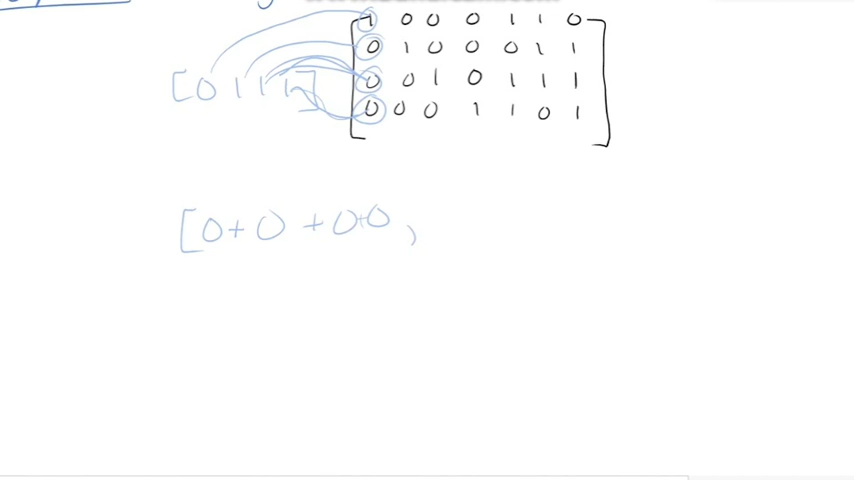 1 0 0 0 1 1 0
0 1 0 0 0 1 1
[0 1 1 1] 0 0 1 0 1 1 1
0 0 0 1 1 0 1
[0+0+0+0,